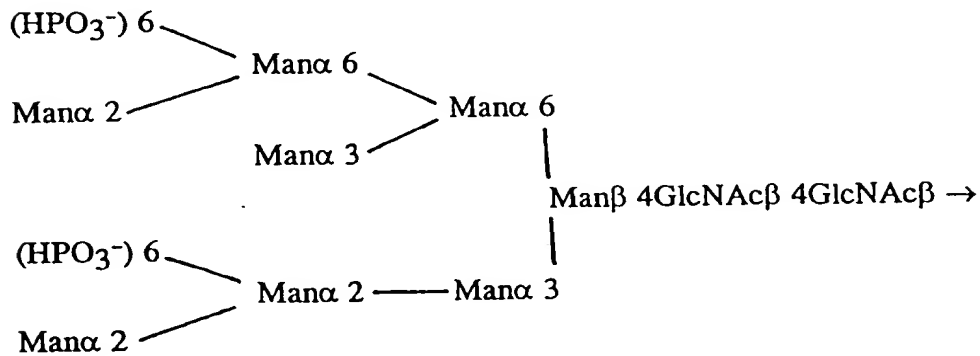 (HPO₃⁻) 6
Manα 6
Manα 2
Manα 6
Manα 3
Manβ 4GlcNAcβ 4GlcNAcβ →
(HPO₃⁻) 6
Manα 2 Manα 3
Manα 2